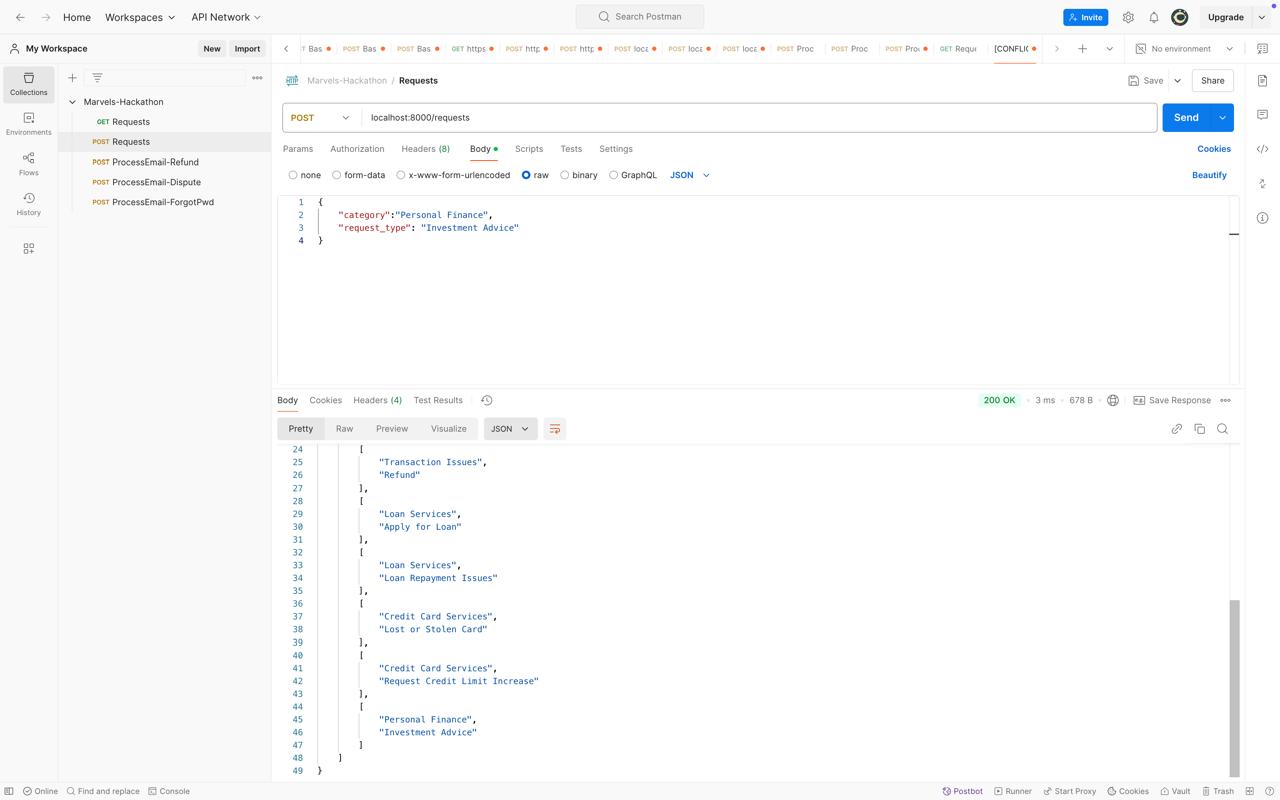 Home Workspaces API Network Search Postman Invite Upgrade
My Workspace New Import Bas POST Bas POST Bas GET https POST http POST http POST loca POST loca POST loca POST Proc POST Proc POST Pro GET Reque [CONFLIC No environment
Collections
Environments
Flows
History
Marvels-Hackathon
GET Requests
POST Requests
POST ProcessEmail-Refund
POST ProcessEmail-Dispute
POST ProcessEmail-ForgotPwd
HTTP Marvels-Hackathon / Requests Save Share
POST localhost:8000/requests Send
Params Authorization Headers (8) Body Scripts Tests Settings Cookies
none form-data x-www-form-urlencoded raw binary GraphQL JSON Beautify
1 {
2 "category":"Personal Finance",
3 "request_type": "Investment Advice"
4 }
Body Cookies Headers (4) Test Results 200 OK 3 ms 678 B Save Response
Pretty Raw Preview Visualize JSON
24 [
25 "Transaction Issues",
26 "Refund"
27 ],
28 [
29 "Loan Services",
30 "Apply for Loan"
31 ],
32 [
33 "Loan Services",
34 "Loan Repayment Issues"
35 ],
36 [
37 "Credit Card Services",
38 "Lost or Stolen Card"
39 ],
40 [
41 "Credit Card Services",
42 "Request Credit Limit Increase"
43 ],
44 [
45 "Personal Finance",
46 "Investment Advice"
47 ]
48 ]
49 }
Online Find and replace Console Postbot Runner Start Proxy Cookies Vault Trash